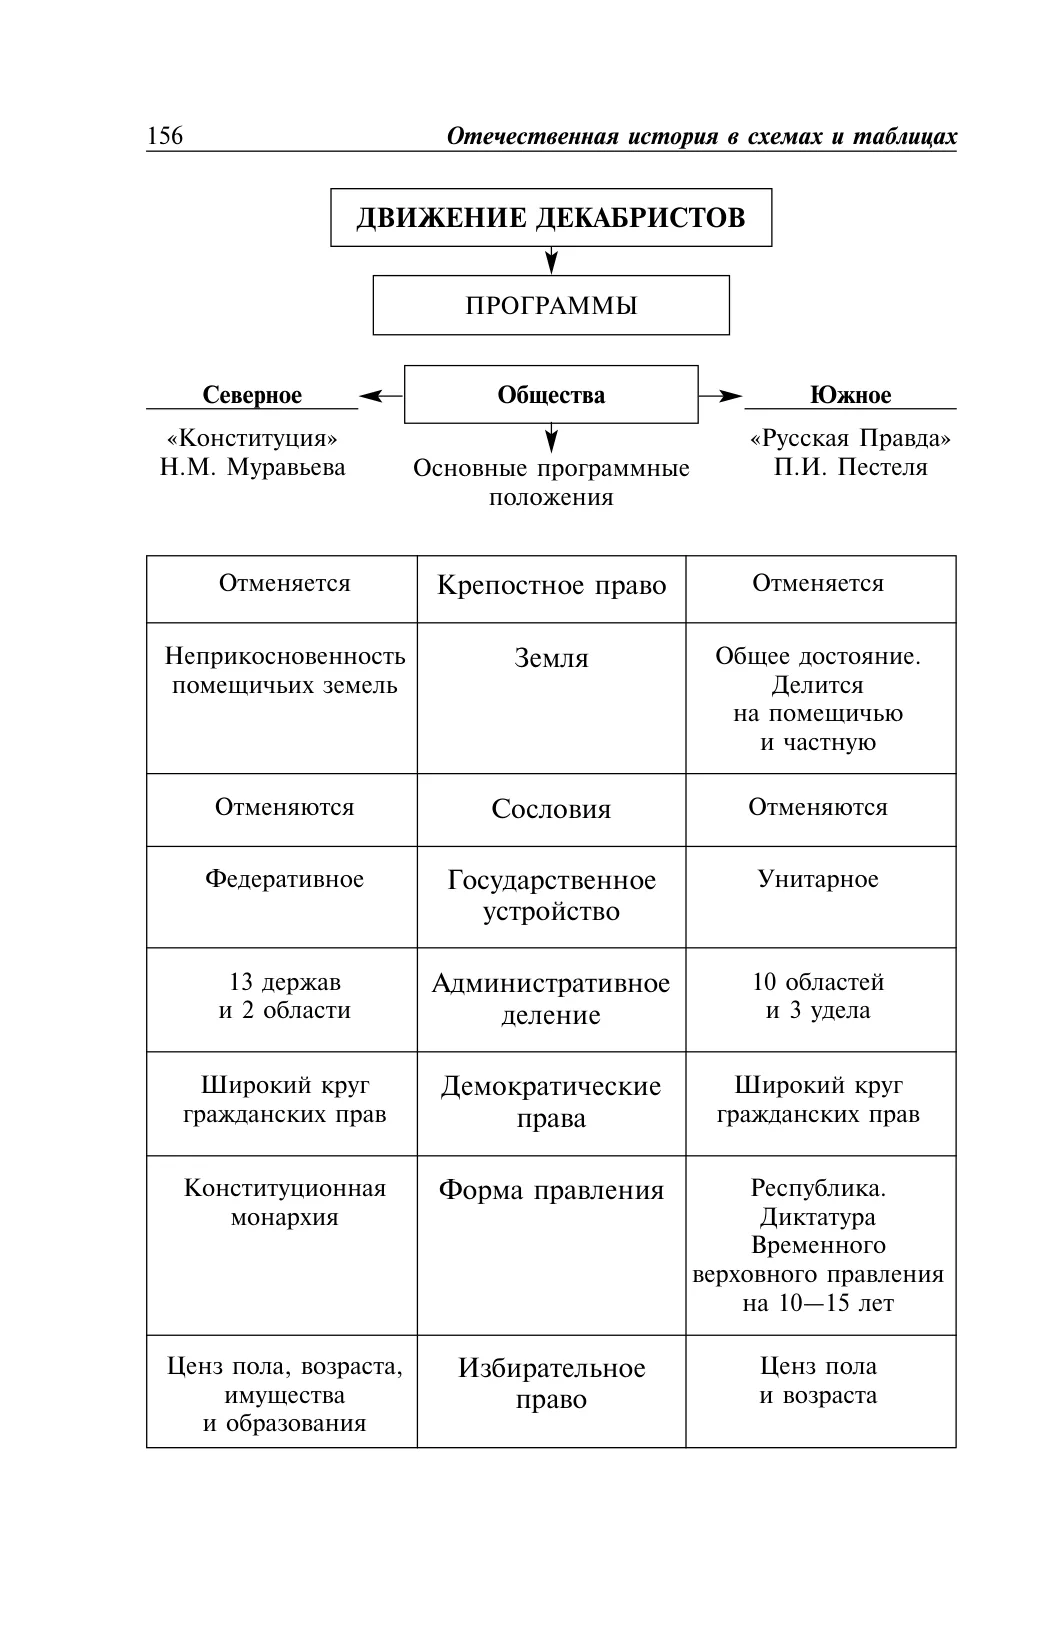 156
Отечественная история в схемах и таблицах
ДВИЖЕНИЕ ДЕКАБРИСТОВ
ПРОГРАММЫ
Северное
Общества
Южное
«Конституция»
Н.М. Муравьева
Основные программные
положения
«Русская Правда»
П.И. Пестеля
Отменяется
Крепостное право
Отменяется
Неприкосновенность
помещичьих земель
Земля
Общее достояние.
Делится
на помещичью
и частную
Отменяются
Сословия
Отменяются
Федеративное
Государственное
устройство
Унитарное
13 держав
и 2 области
Административное
деление
10 областей
и 3 удела
Широкий круг
гражданских прав
Демократические
права
Широкий круг
гражданских прав
Конституционная
монархия
Форма правления
Республика.
Диктатура
Временного
верховного правления
на 10—15 лет
Ценз пола, возраста,
имущества
и образования
Избирательное
право
Ценз пола
и возраста